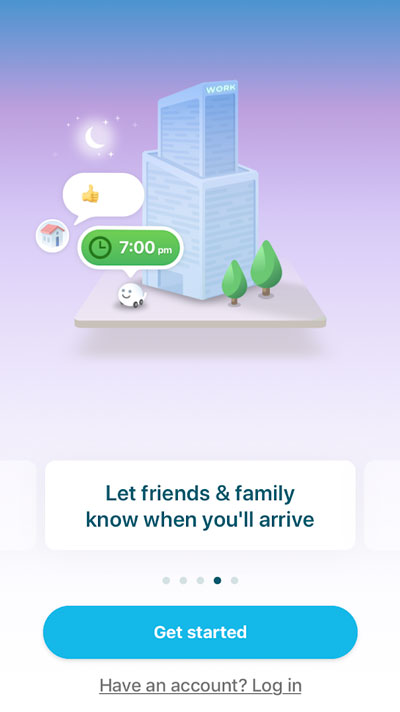 WORK
7:00 pm
Let friends & family
know when you'll arrive
Get started
Have an account? Log in